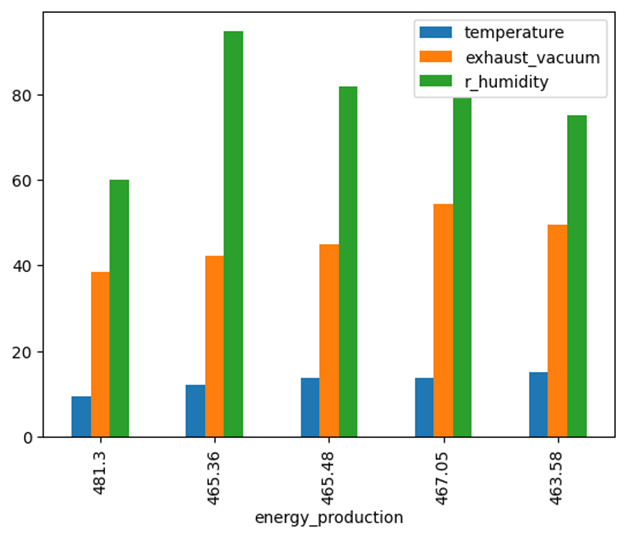 temperature
exhaust_vacuum
r_humidity
80
60
40
20
0
481.3
465.36
465.48
467.05
463.58
energy_production